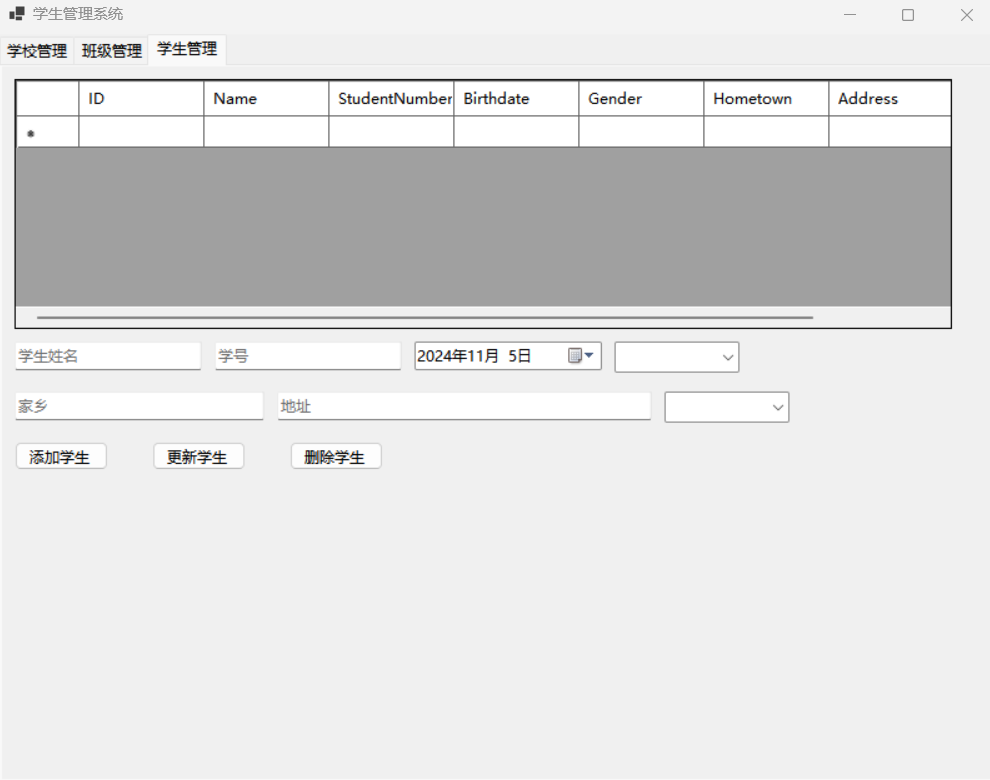 学生管理系统
学校管理 班级管理 学生管理
ID Name StudentNumber Birthdate Gender Hometown Address
学生姓名 学号 2024年11月 5日
家乡 地址
添加学生 更新学生 删除学生